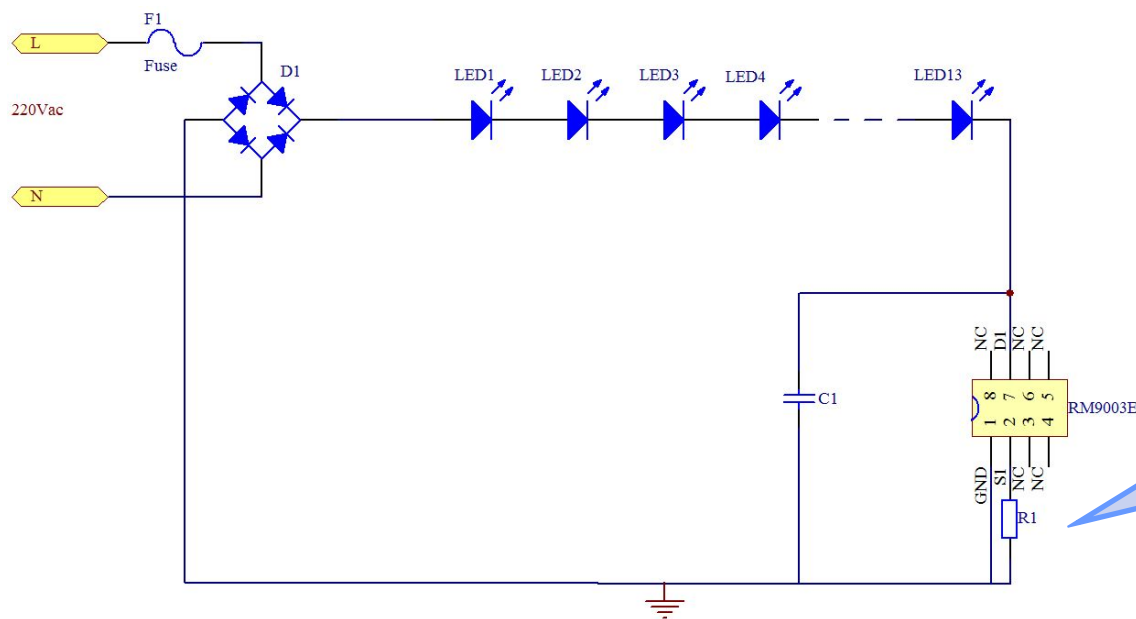 F1
L
Fuse
D1
220Vac
N
LED1
LED2
LED3
LED4
LED13
C1
NC
D1
NC
NC
8
7
6
5
1
2
3
4
RM9003E
GND
S1
NC
NC
R1